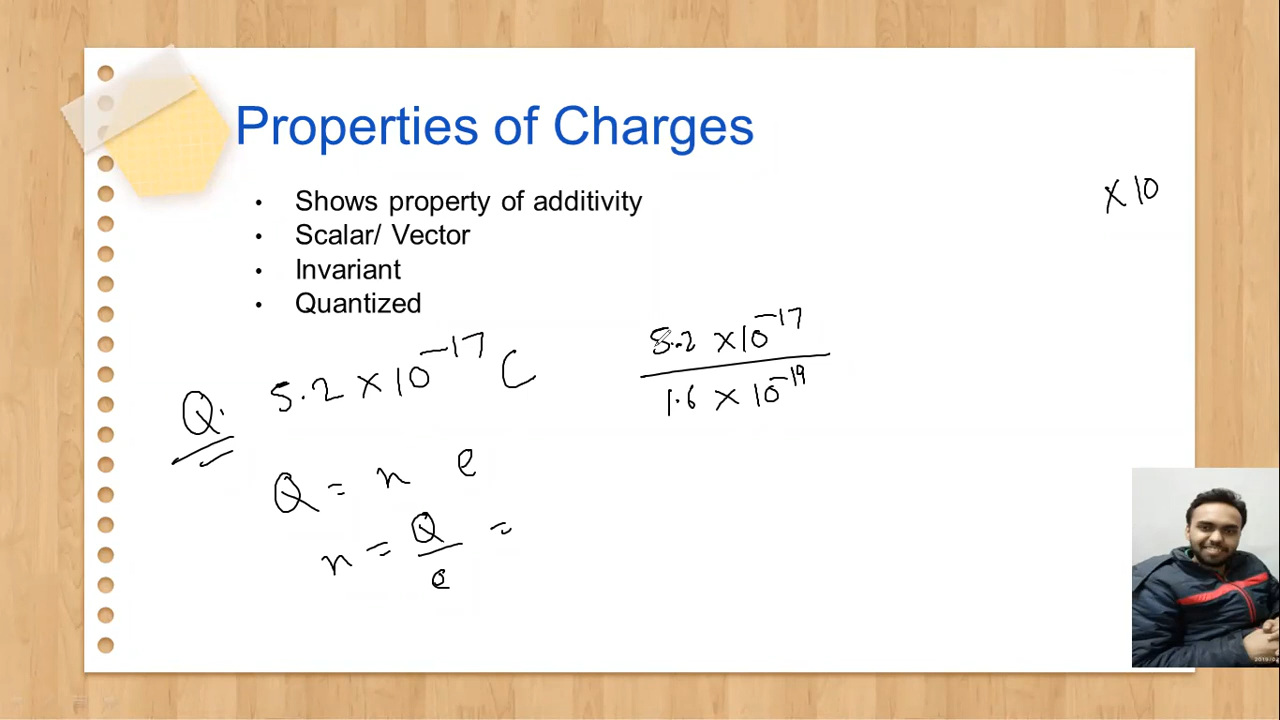 Properties of Charges
• Shows property of additivity
• Scalar/ Vector
• Invariant
• Quantized
×10
Q. 5.2 × 10⁻¹⁷ C
5.2 ×10⁻¹⁷
1.6 × 10⁻¹⁹
Q = n e
n = Q/e =